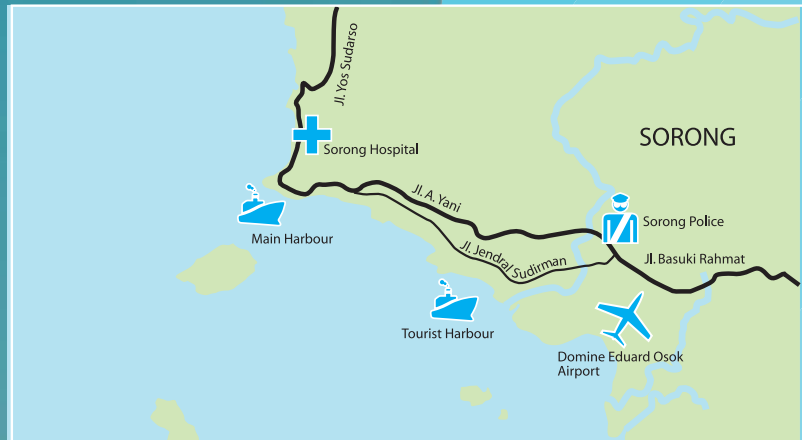 Jl. Yos Sudarso
SORONG
Sorong Hospital
Jl. A. Yani
Sorong Police
Main Harbour
Jl. Jendral Sudirman
Jl. Basuki Rahmat
Tourist Harbour
Domine Eduard Osok
Airport